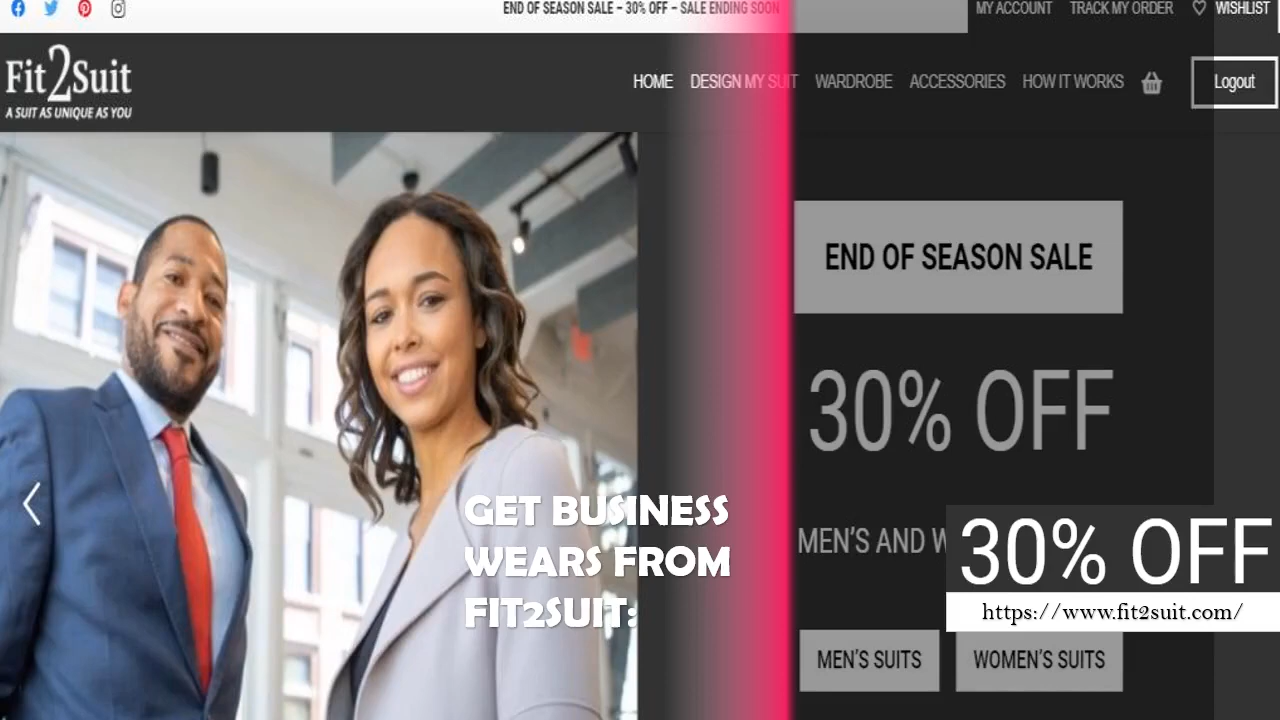 END OF SEASON SALE - 30% OFF - SALE ENDING SOON
MY ACCOUNT TRACK MY ORDER WISHLIST
Fit2Suit
A SUIT AS UNIQUE AS YOU
HOME DESIGN MY SUIT WARDROBE ACCESSORIES HOW IT WORKS Logout
END OF SEASON SALE
30% OFF
GET BUSINESS
WEARS FROM
FIT2SUIT:
MEN'S AND
30% OFF
https://www.fit2suit.com/
MEN'S SUITS WOMEN'S SUITS